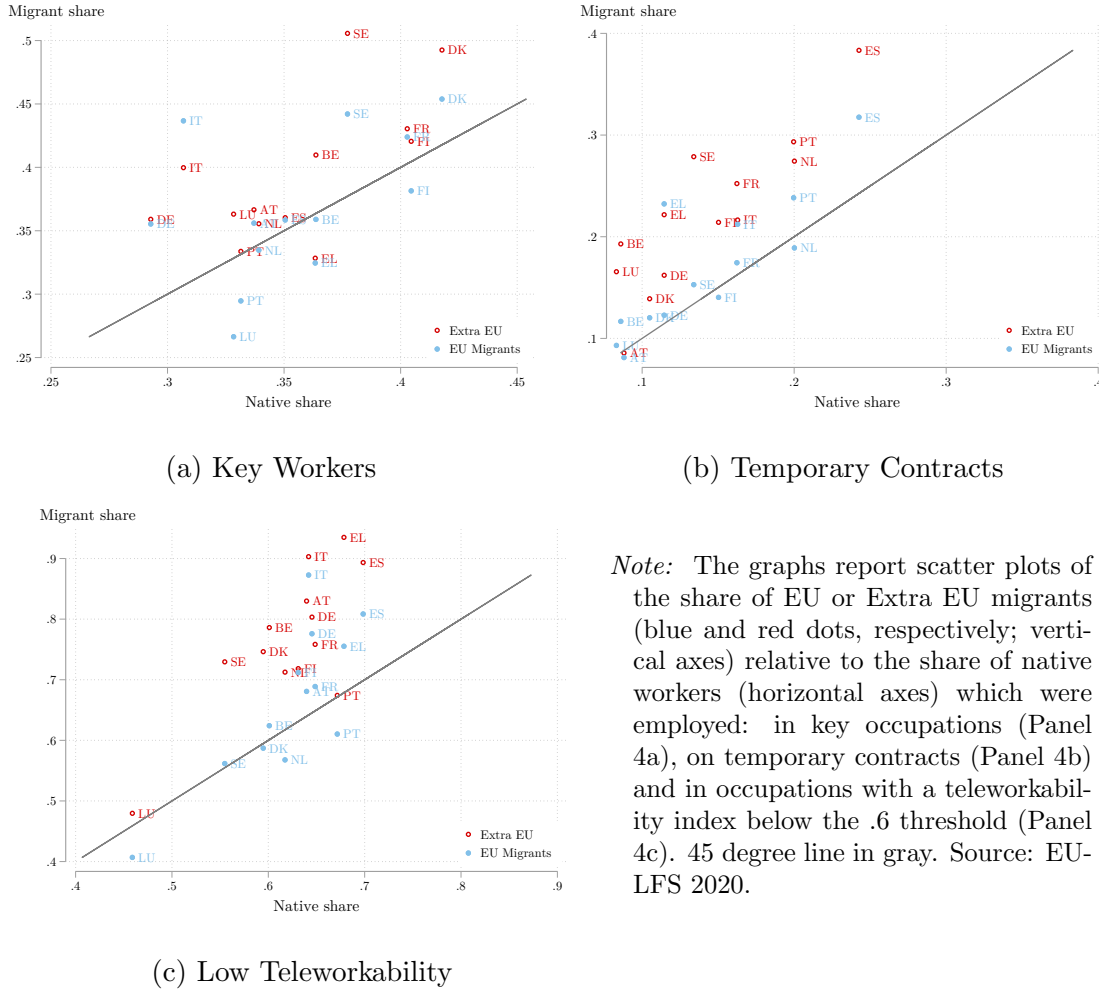 Migrant share
.5
.45
.4
.35
.3
.25
SE
DK
DK
IT
SE
FR
FI
IT
BE
FI
AT
LU
DE
DE
NL
ES
BE
NL
PT
EL
EL
PT
LU
Extra EU
EU Migrants
.25
.3
.35
.4
.45
Native share
(a) Key Workers
Migrant share
.4
.3
.2
.1
ES
ES
PT
SE
NL
FR
EL
PT
EL
FI
IT
IT
BE
NL
LU
DE
FR
SE
DK
FI
BE
DK
DE
LU
AT
AT
Extra EU
EU Migrants
.1
.2
.3
.4
Native share
(b) Temporary Contracts
Migrant share
.9
.8
.7
.6
.5
.4
EL
IT
ES
IT
AT
ES
DE
BE
DE
FR
EL
DK
SE
FI
NL
FI
FR
AT
PT
BE
PT
DK
NL
SE
LU
LU
Extra EU
EU Migrants
.4
.5
.6
.7
.8
.9
Native share
(c) Low Teleworkability
Note: The graphs report scatter plots of
the share of EU or Extra EU migrants
(blue and red dots, respectively; verti-
cal axes) relative to the share of native
workers (horizontal axes) which were
employed: in key occupations (Panel
4a), on temporary contracts (Panel 4b)
and in occupations with a teleworkabil-
ity index below the .6 threshold (Panel
4c). 45 degree line in gray. Source: EU-
LFS 2020.